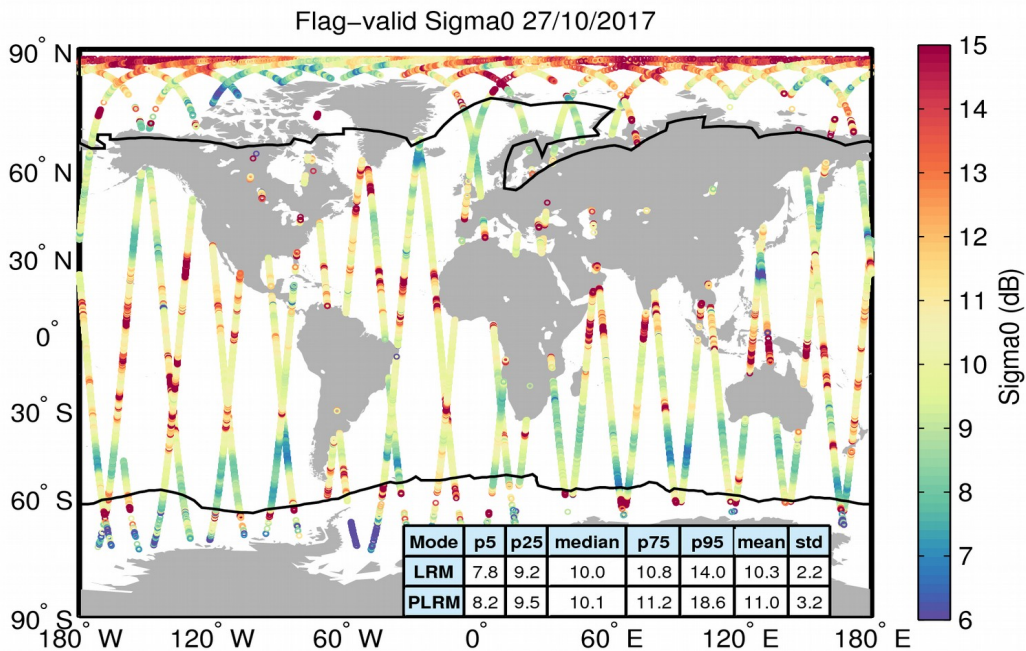 Flag-valid Sigma0 27/10/2017
90° N
60° N
30° N
0°
30° S
60° S
90° S
180° W
120° W
60° W
0°
60° E
120° E
180° E
15
14
13
12
11
10
9
8
7
6
Sigma0 (dB)
Mode p5 p25 median p75 p95 mean std
LRM 7.8 9.2 10.0 10.8 14.0 10.3 2.2
PLRM 8.2 9.5 10.1 11.2 18.6 11.0 3.2